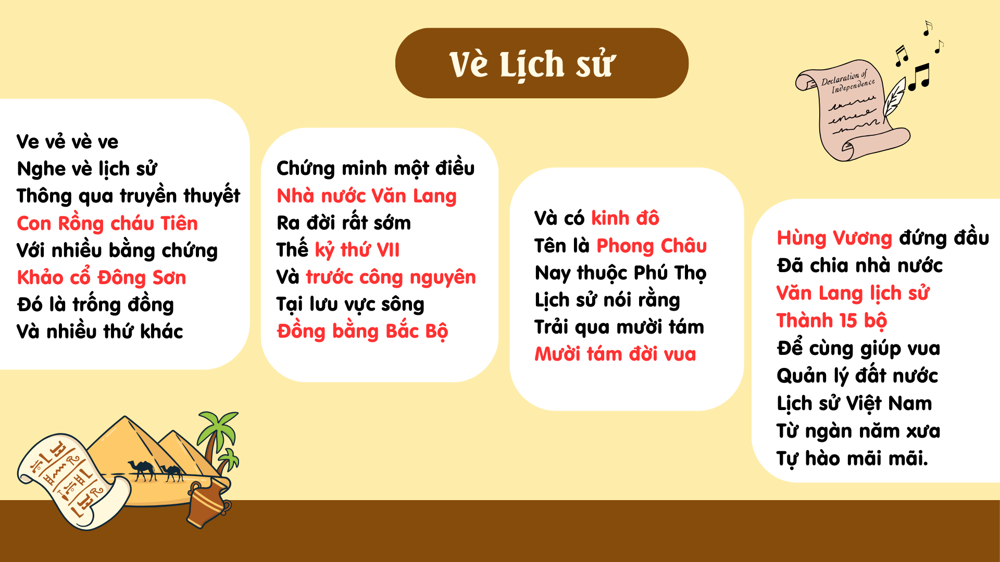 Vè Lịch sử
Declaration of
Independence
Ve vẻ vè ve
Nghe vè lịch sử
Thông qua truyền thuyết
Con Rồng cháu Tiên
Với nhiều bằng chứng
Khảo cổ Đông Sơn
Đó là trống đồng
Và nhiều thứ khác
Chứng minh một điều
Nhà nước Văn Lang
Ra đời rất sớm
Thế kỷ thứ VII
Và trước công nguyên
Tại lưu vực sông
Đồng bằng Bắc Bộ
Và có kinh đô
Tên là Phong Châu
Nay thuộc Phú Thọ
Lịch sử nói rằng
Trải qua mười tám
Mười tám đời vua
Hùng Vương đứng đầu
Đã chia nhà nước
Văn Lang lịch sử
Thành 15 bộ
Để cùng giúp vua
Quản lý đất nước
Lịch sử Việt Nam
Từ ngàn năm xưa
Tự hào mãi mãi.